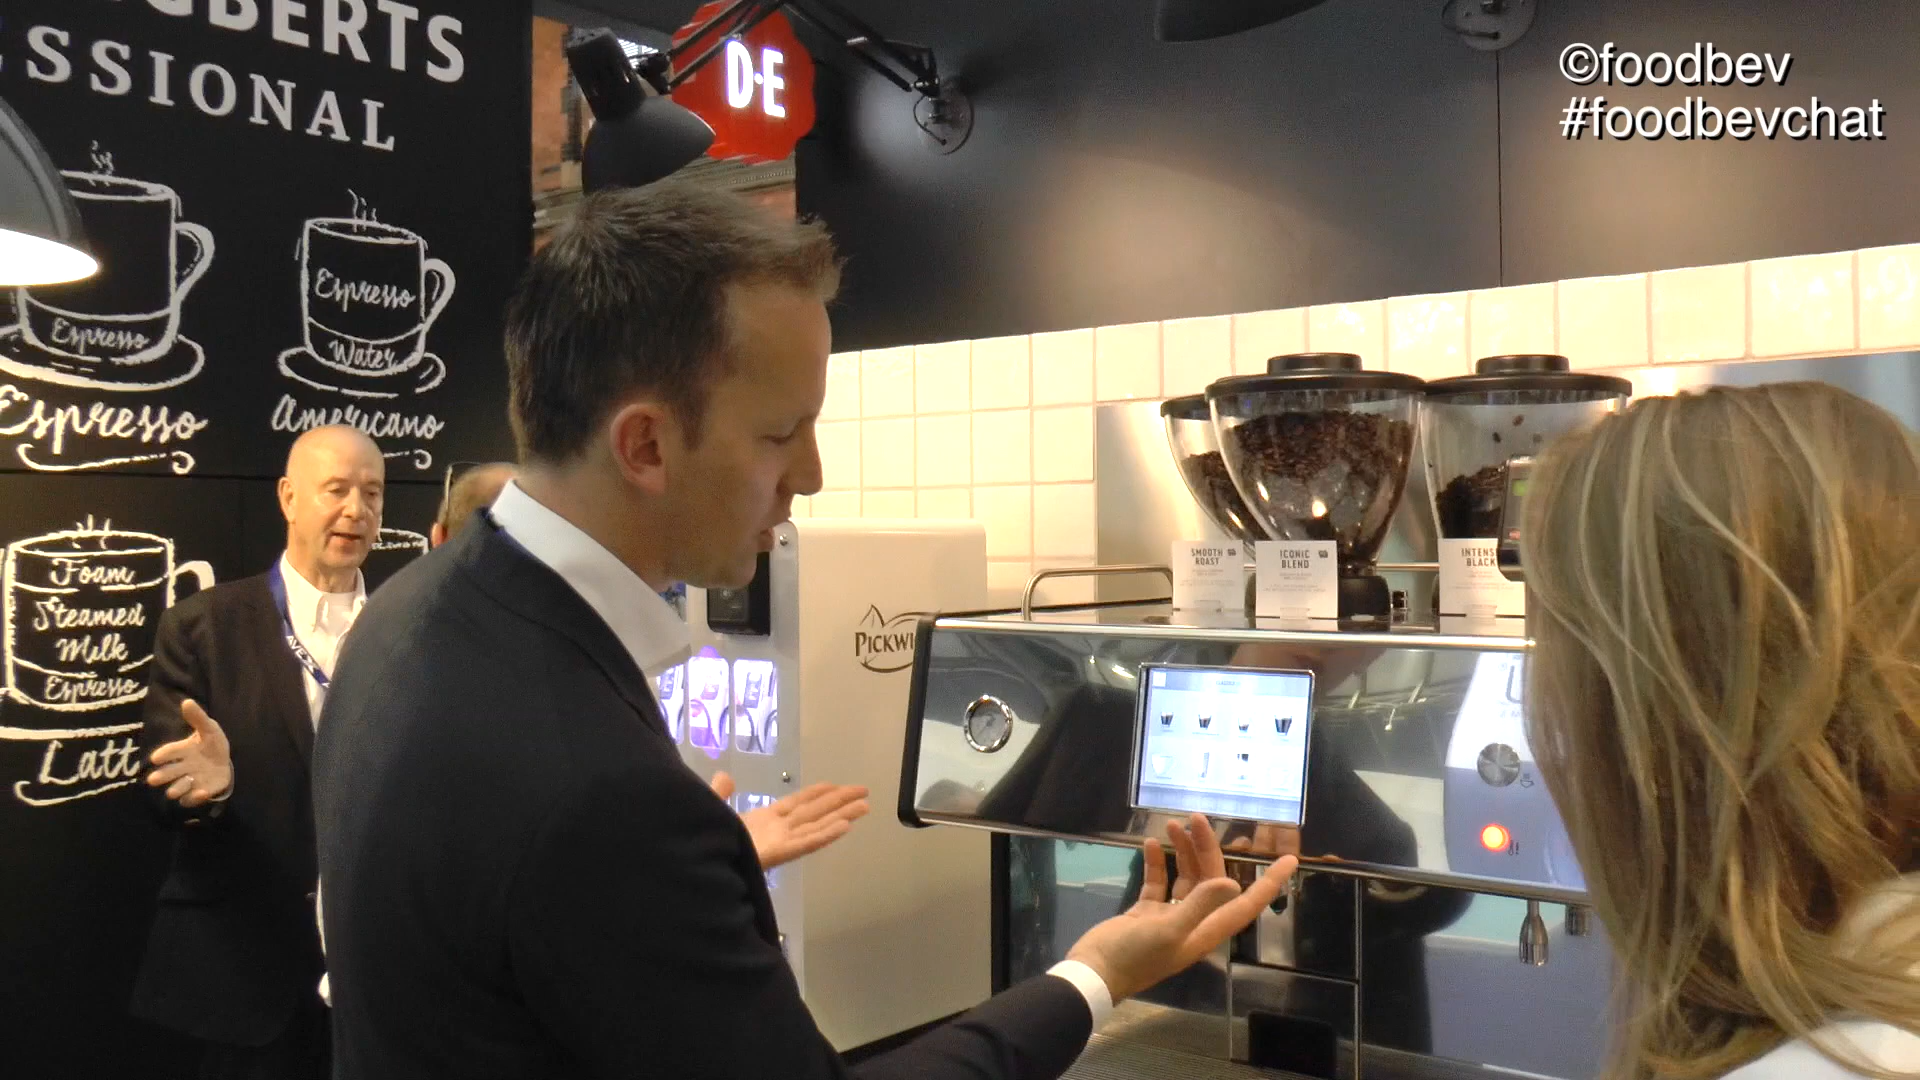 GBERTS
SSIONAL
D·E
©foodbev
#foodbevchat
Espresso
Espresso
Espresso
Water
Americano
Foam
Steamed
Milk
Espresso
Latt
PICKWI
SMOOTH
ROAST
ICONIC
BLEND
INTENS
BLACK